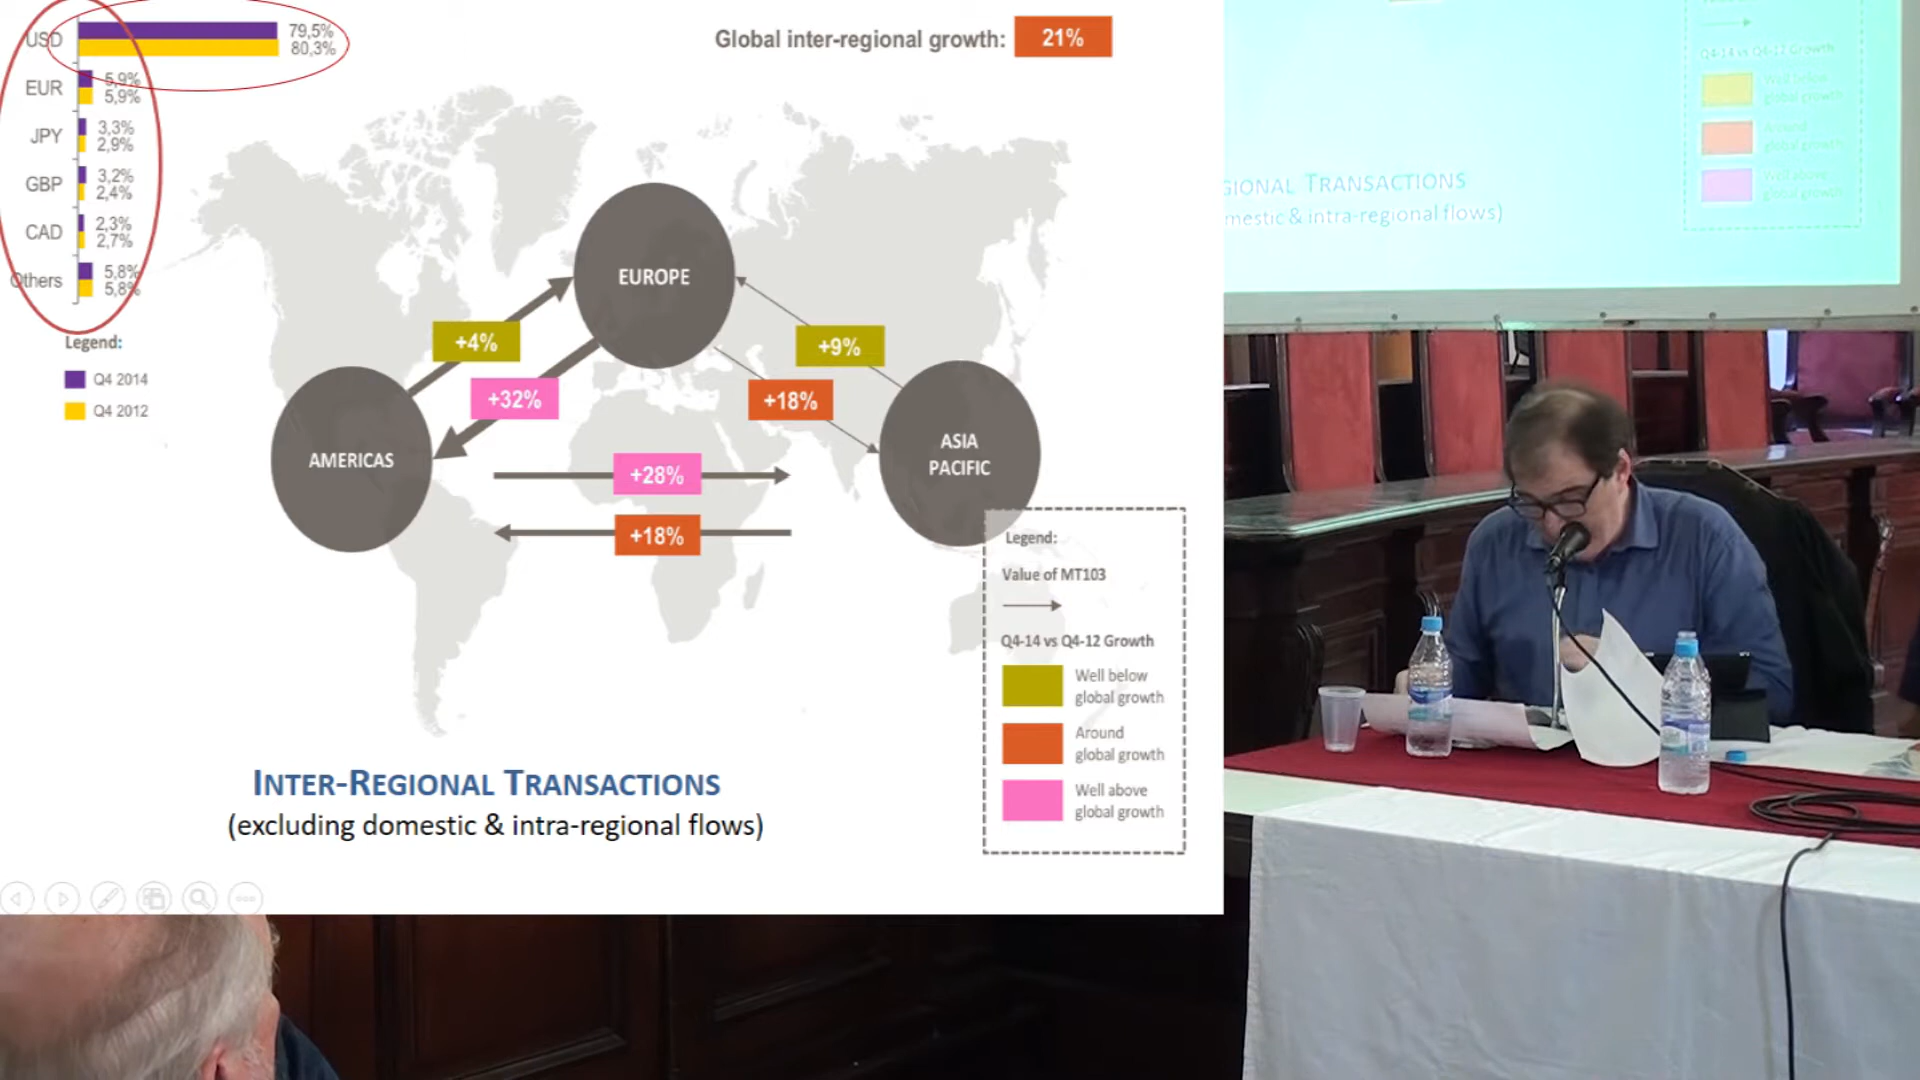 USD
79,5%
80,3%
EUR
5,9%
5,9%
JPY
3,3%
2,9%
GBP
3,2%
2,4%
CAD
2,3%
2,7%
Others
5,8%
5,8%
Legend:
Q4 2014
Q4 2012
Global inter-regional growth: 21%
EUROPE
AMERICAS
ASIA
PACIFIC
+4%
+32%
+9%
+18%
+28%
+18%
Legend:
Value of MT103
Q4-14 vs Q4-12 Growth
Well below
global growth
Around
global growth
Well above
global growth
INTER-REGIONAL TRANSACTIONS
(excluding domestic & intra-regional flows)
Q4-14 vs Q4-12 Growth
Well below
global growth
Around
global growth
Well above
global growth
GIONAL TRANSACTIONS
mestic & intra-regional flows)